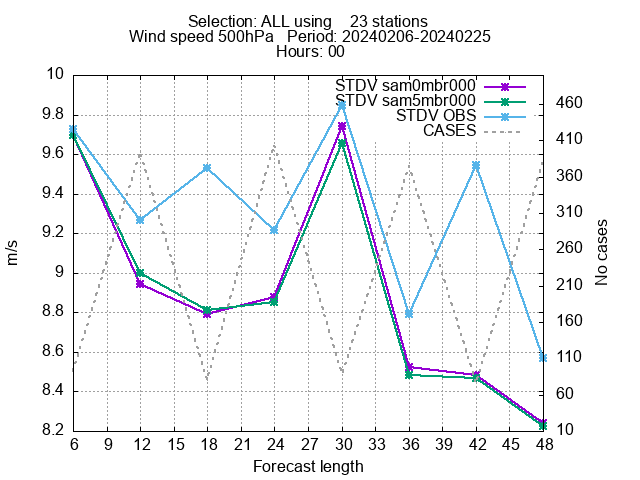 Selection: ALL using    23 stations
Wind speed 500hPa   Period: 20240206-20240225
Hours: 00
STDV sam0mbr000
STDV sam5mbr000
STDV OBS
CASES
10
9.8
9.6
9.4
9.2
9
8.8
8.6
8.4
8.2
m/s
460
410
360
310
260
210
160
110
60
10
No cases
6 9 12 15 18 21 24 27 30 33 36 39 42 45 48
Forecast length